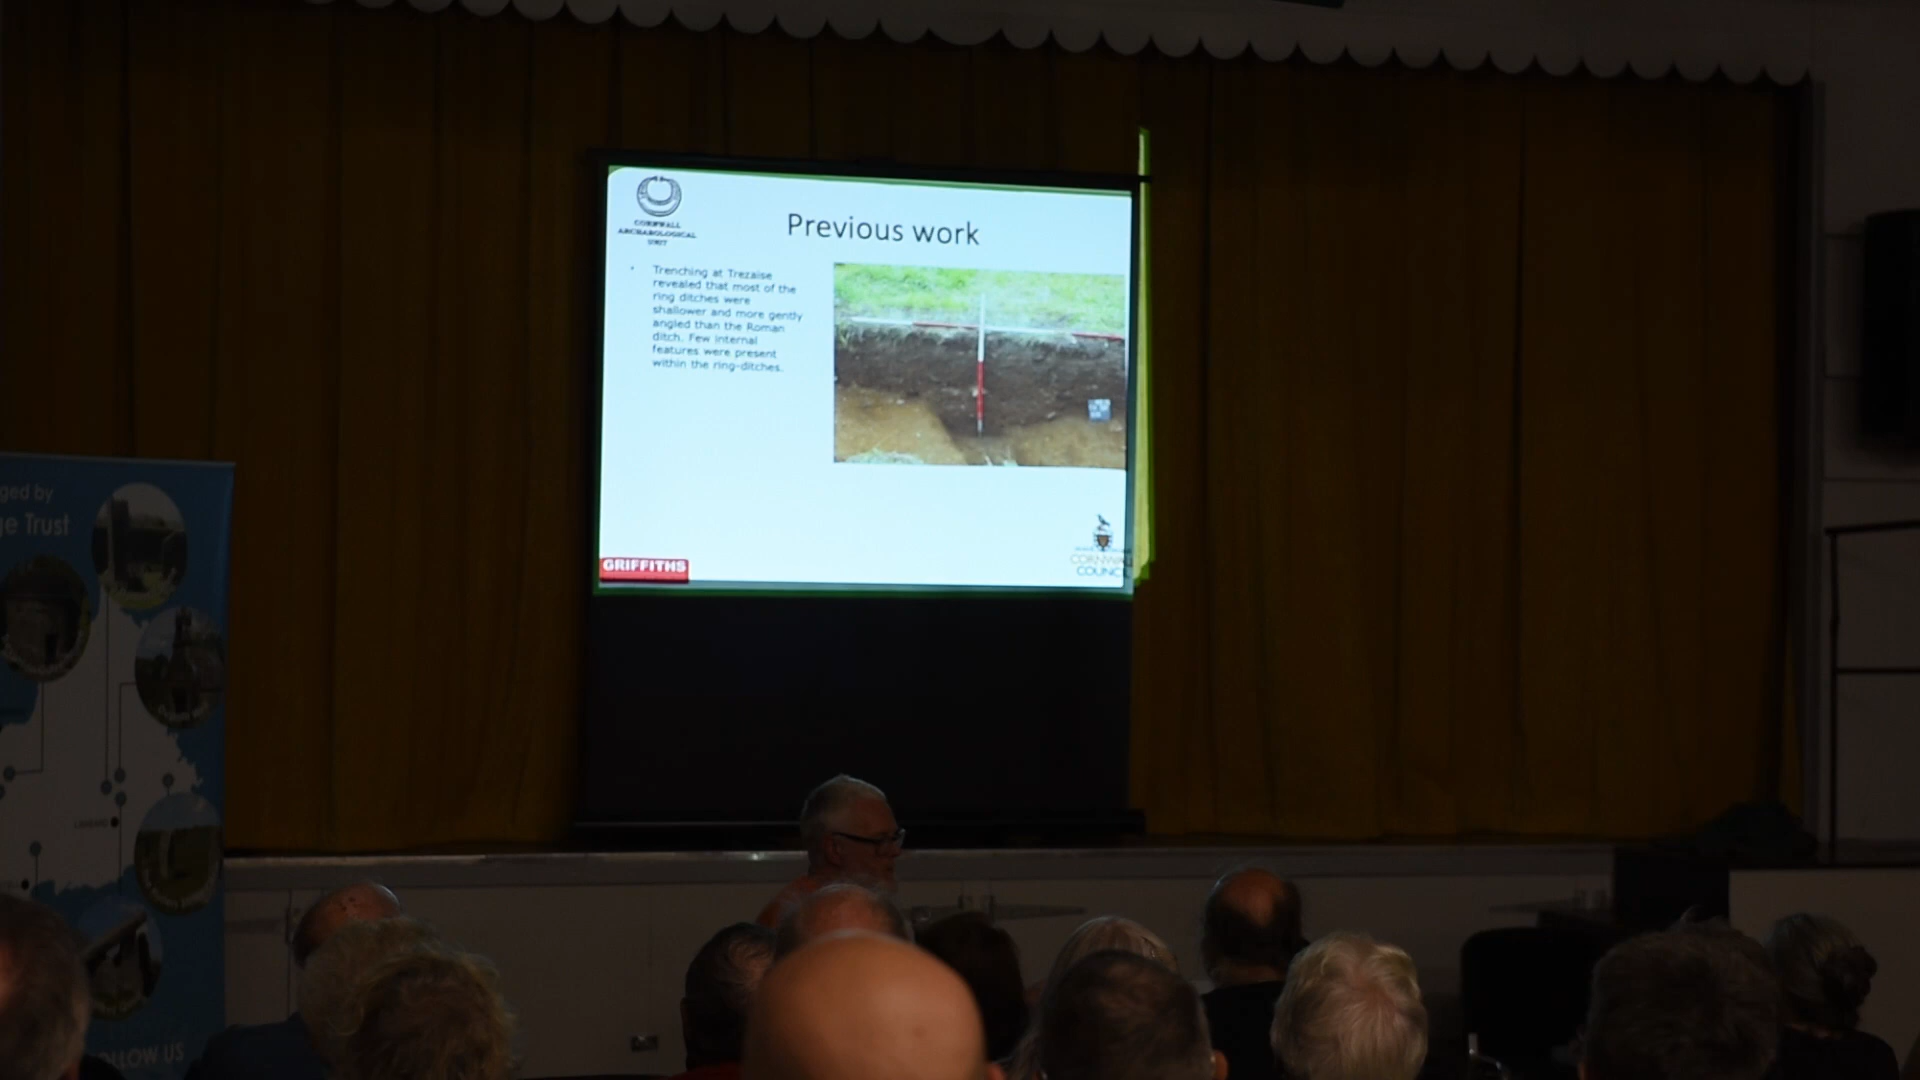 CORNWALL
ARCHAEOLOGICAL
UNIT
Previous work
• Trenching at Trezaise
revealed that most of the
ring ditches were
shallower and more gently
angled than the Roman
ditch. Few internal
features were present
within the ring-ditches.
GRIFFITHS
CORNWALL
COUNCIL
ged by
ge Trust
OLLOW US